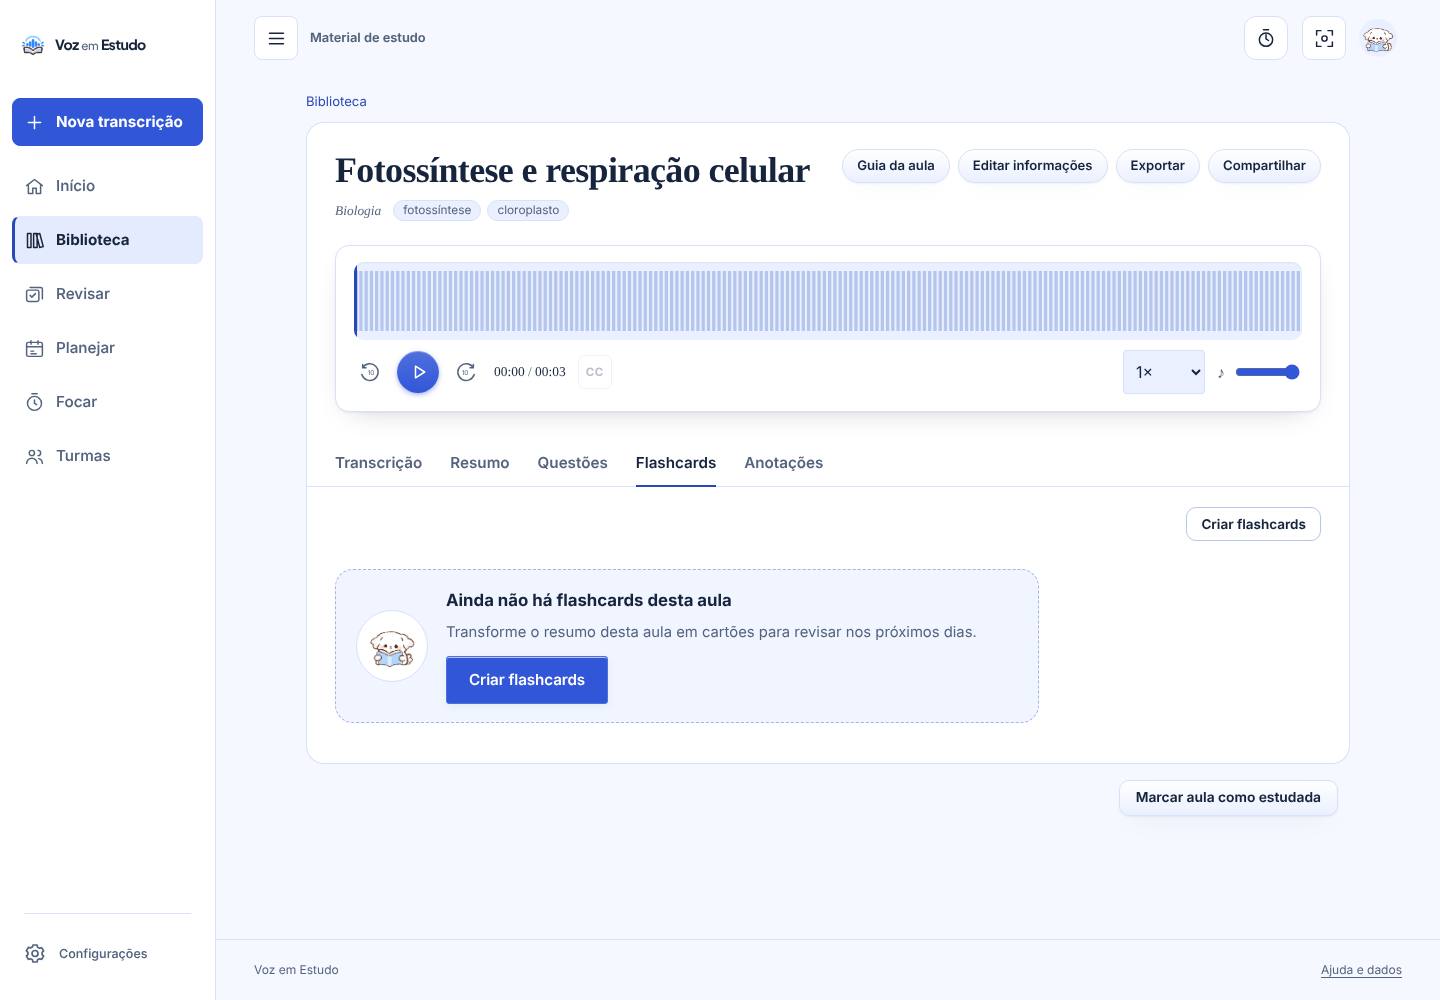 Voz em Estudo
Nova transcrição
Início
Biblioteca
Revisar
Planejar
Focar
Turmas
Configurações
Material de estudo
Biblioteca
Fotossíntese e respiração celular
Guia da aula
Editar informações
Exportar
Compartilhar
Biologia
fotossíntese
cloroplasto
10
10
00:00 / 00:03
CC
1×
♪
Transcrição
Resumo
Questões
Flashcards
Anotações
Criar flashcards
Ainda não há flashcards desta aula
Transforme o resumo desta aula em cartões para revisar nos próximos dias.
Criar flashcards
Marcar aula como estudada
Voz em Estudo
Ajuda e dados